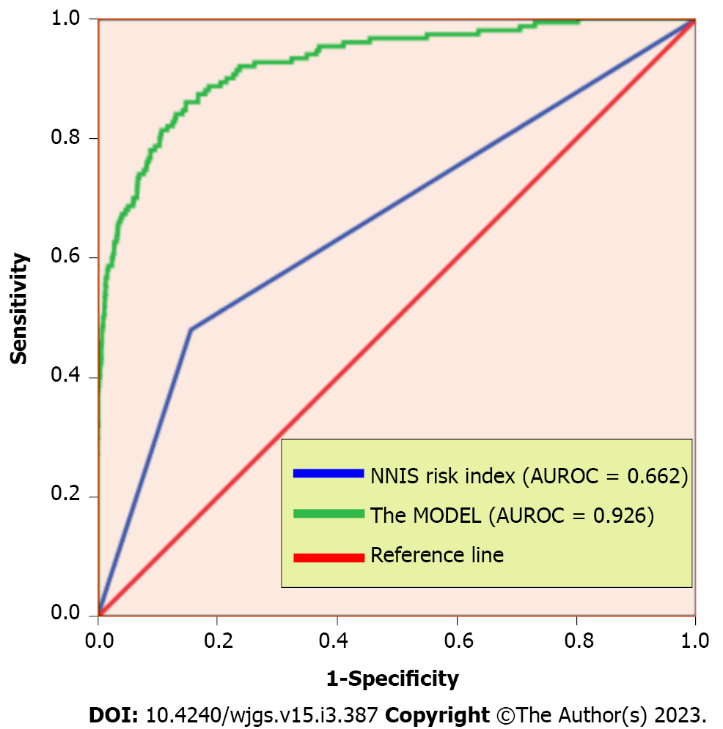 1.0
0.8
0.6
0.4
0.2
0.0
Sensitivity
NNIS risk index (AUROC = 0.662)
The MODEL (AUROC = 0.926)
Reference line
0.0 0.2 0.4 0.6 0.8 1.0
1-Specificity
DOI: 10.4240/wjgs.v15.i3.387 Copyright ©The Author(s) 2023.